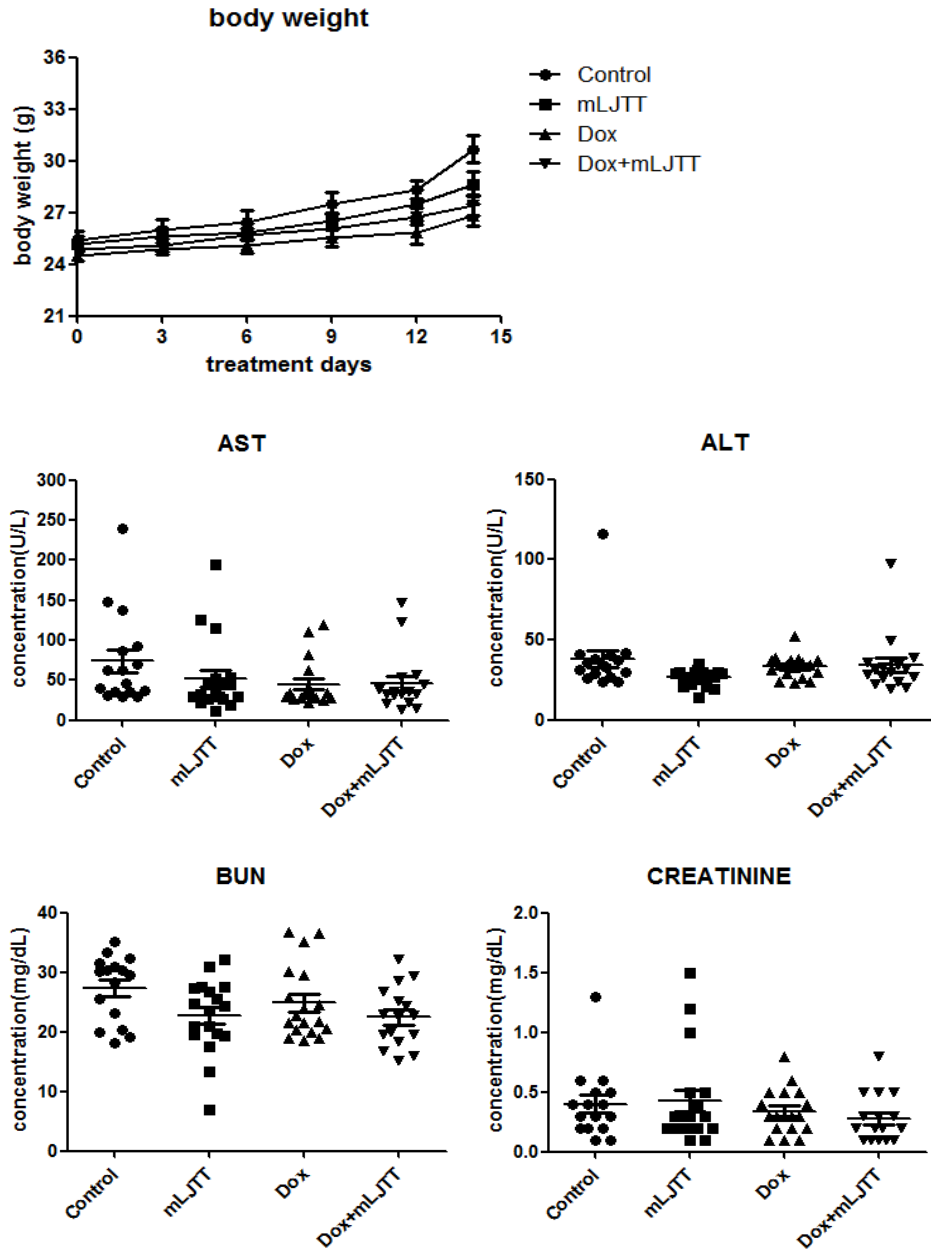 body weight
body weight (g)
36
33
30
27
24
21
0 3 6 9 12 15
treatment days
Control
mLJTT
Dox
Dox+mLJTT
AST
concentration(U/L)
300
250
200
150
100
50
0
Control mLJTT Dox Dox+mLJTT
ALT
concentration(U/L)
150
100
50
0
Control mLJTT Dox Dox+mLJTT
BUN
concentration(mg/dL)
40
30
20
10
0
Control mLJTT Dox Dox+mLJTT
CREATININE
concentration(mg/dL)
2.0
1.5
1.0
0.5
0.0
Control mLJTT Dox Dox+mLJTT